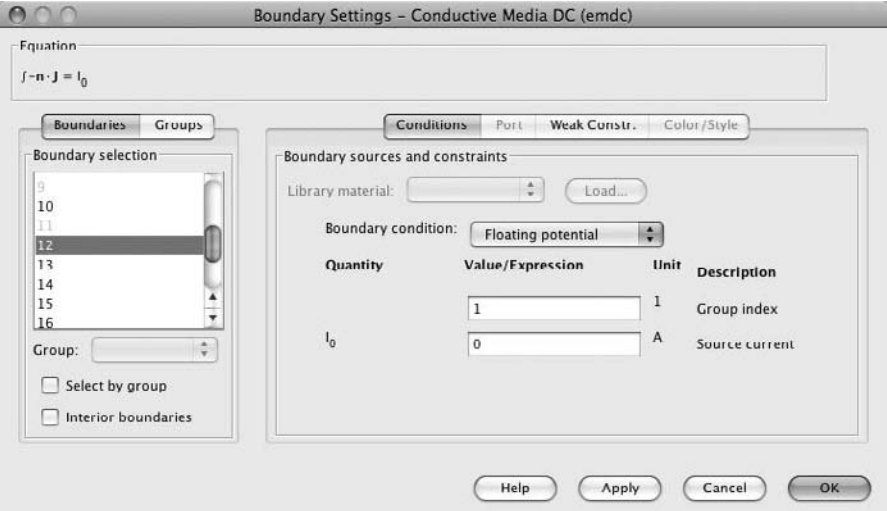 Boundary Settings – Conductive Media DC (emdc)
Equation
∫-n·J = I₀
Boundaries Groups
Conditions Port Weak Constr. Color/Style
Boundary selection
9
10
11
12
13
14
15
16
Group:
Select by group
Interior boundaries
Boundary sources and constraints
Library material: Load...
Boundary condition: Floating potential
Quantity Value/Expression Unit Description
1 1 Group index
I₀ 0 A Source current
Help Apply Cancel OK